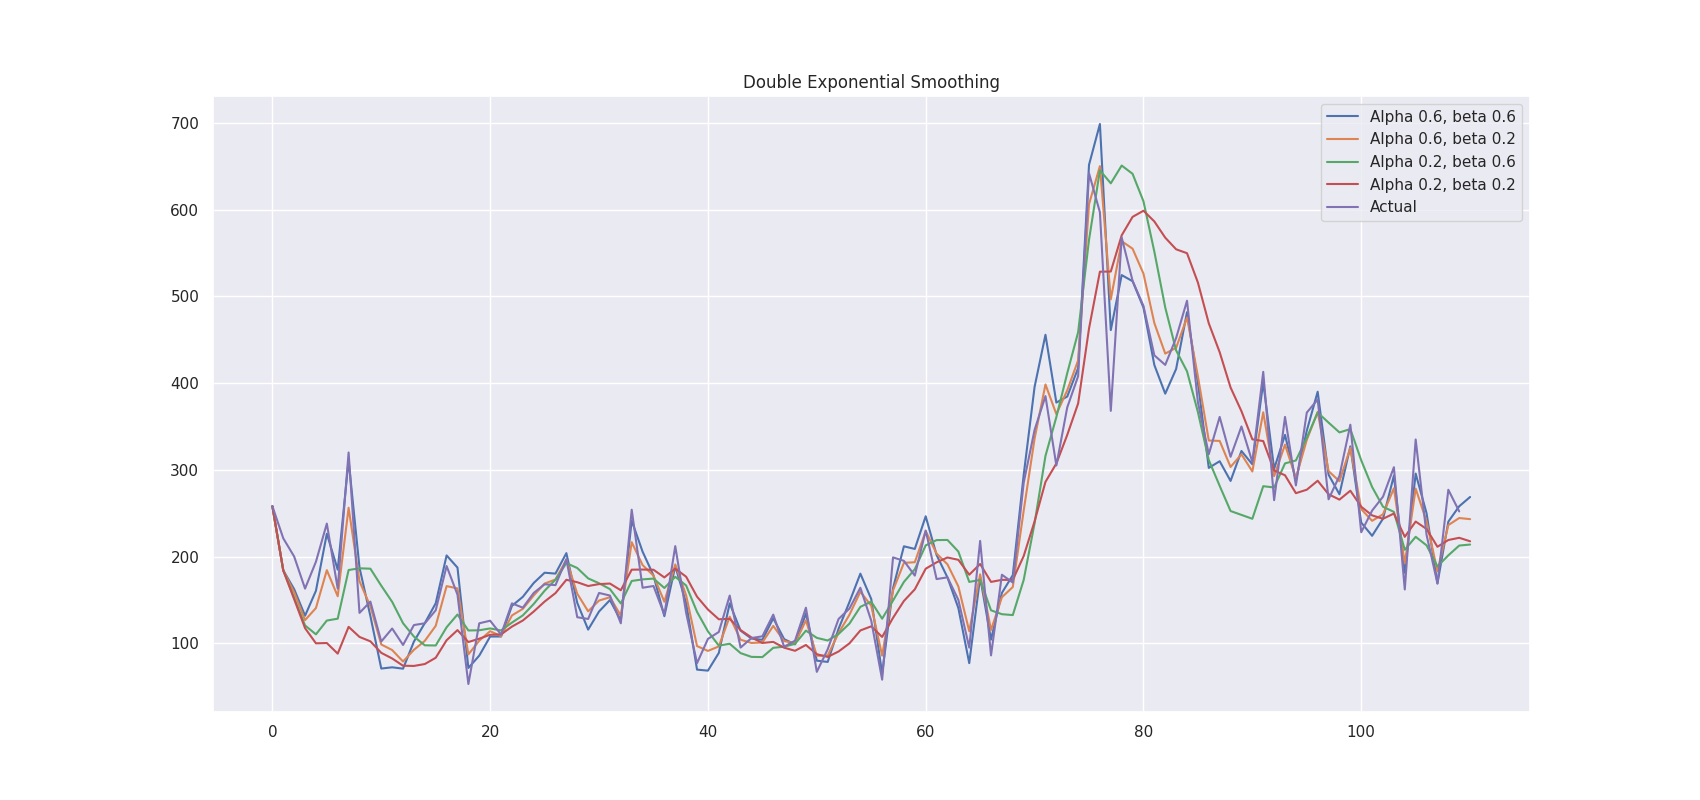 Double Exponential Smoothing
700
600
500
400
300
200
100
0
20
40
60
80
100
Alpha 0.6, beta 0.6
Alpha 0.6, beta 0.2
Alpha 0.2, beta 0.6
Alpha 0.2, beta 0.2
Actual